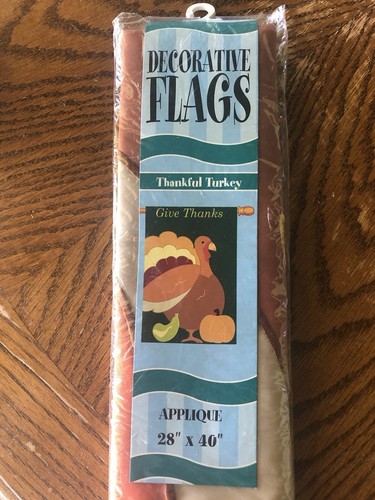 DECORATIVE
FLAGS
Thankful Turkey
Give Thanks
APPLIQUE
28" x 40"